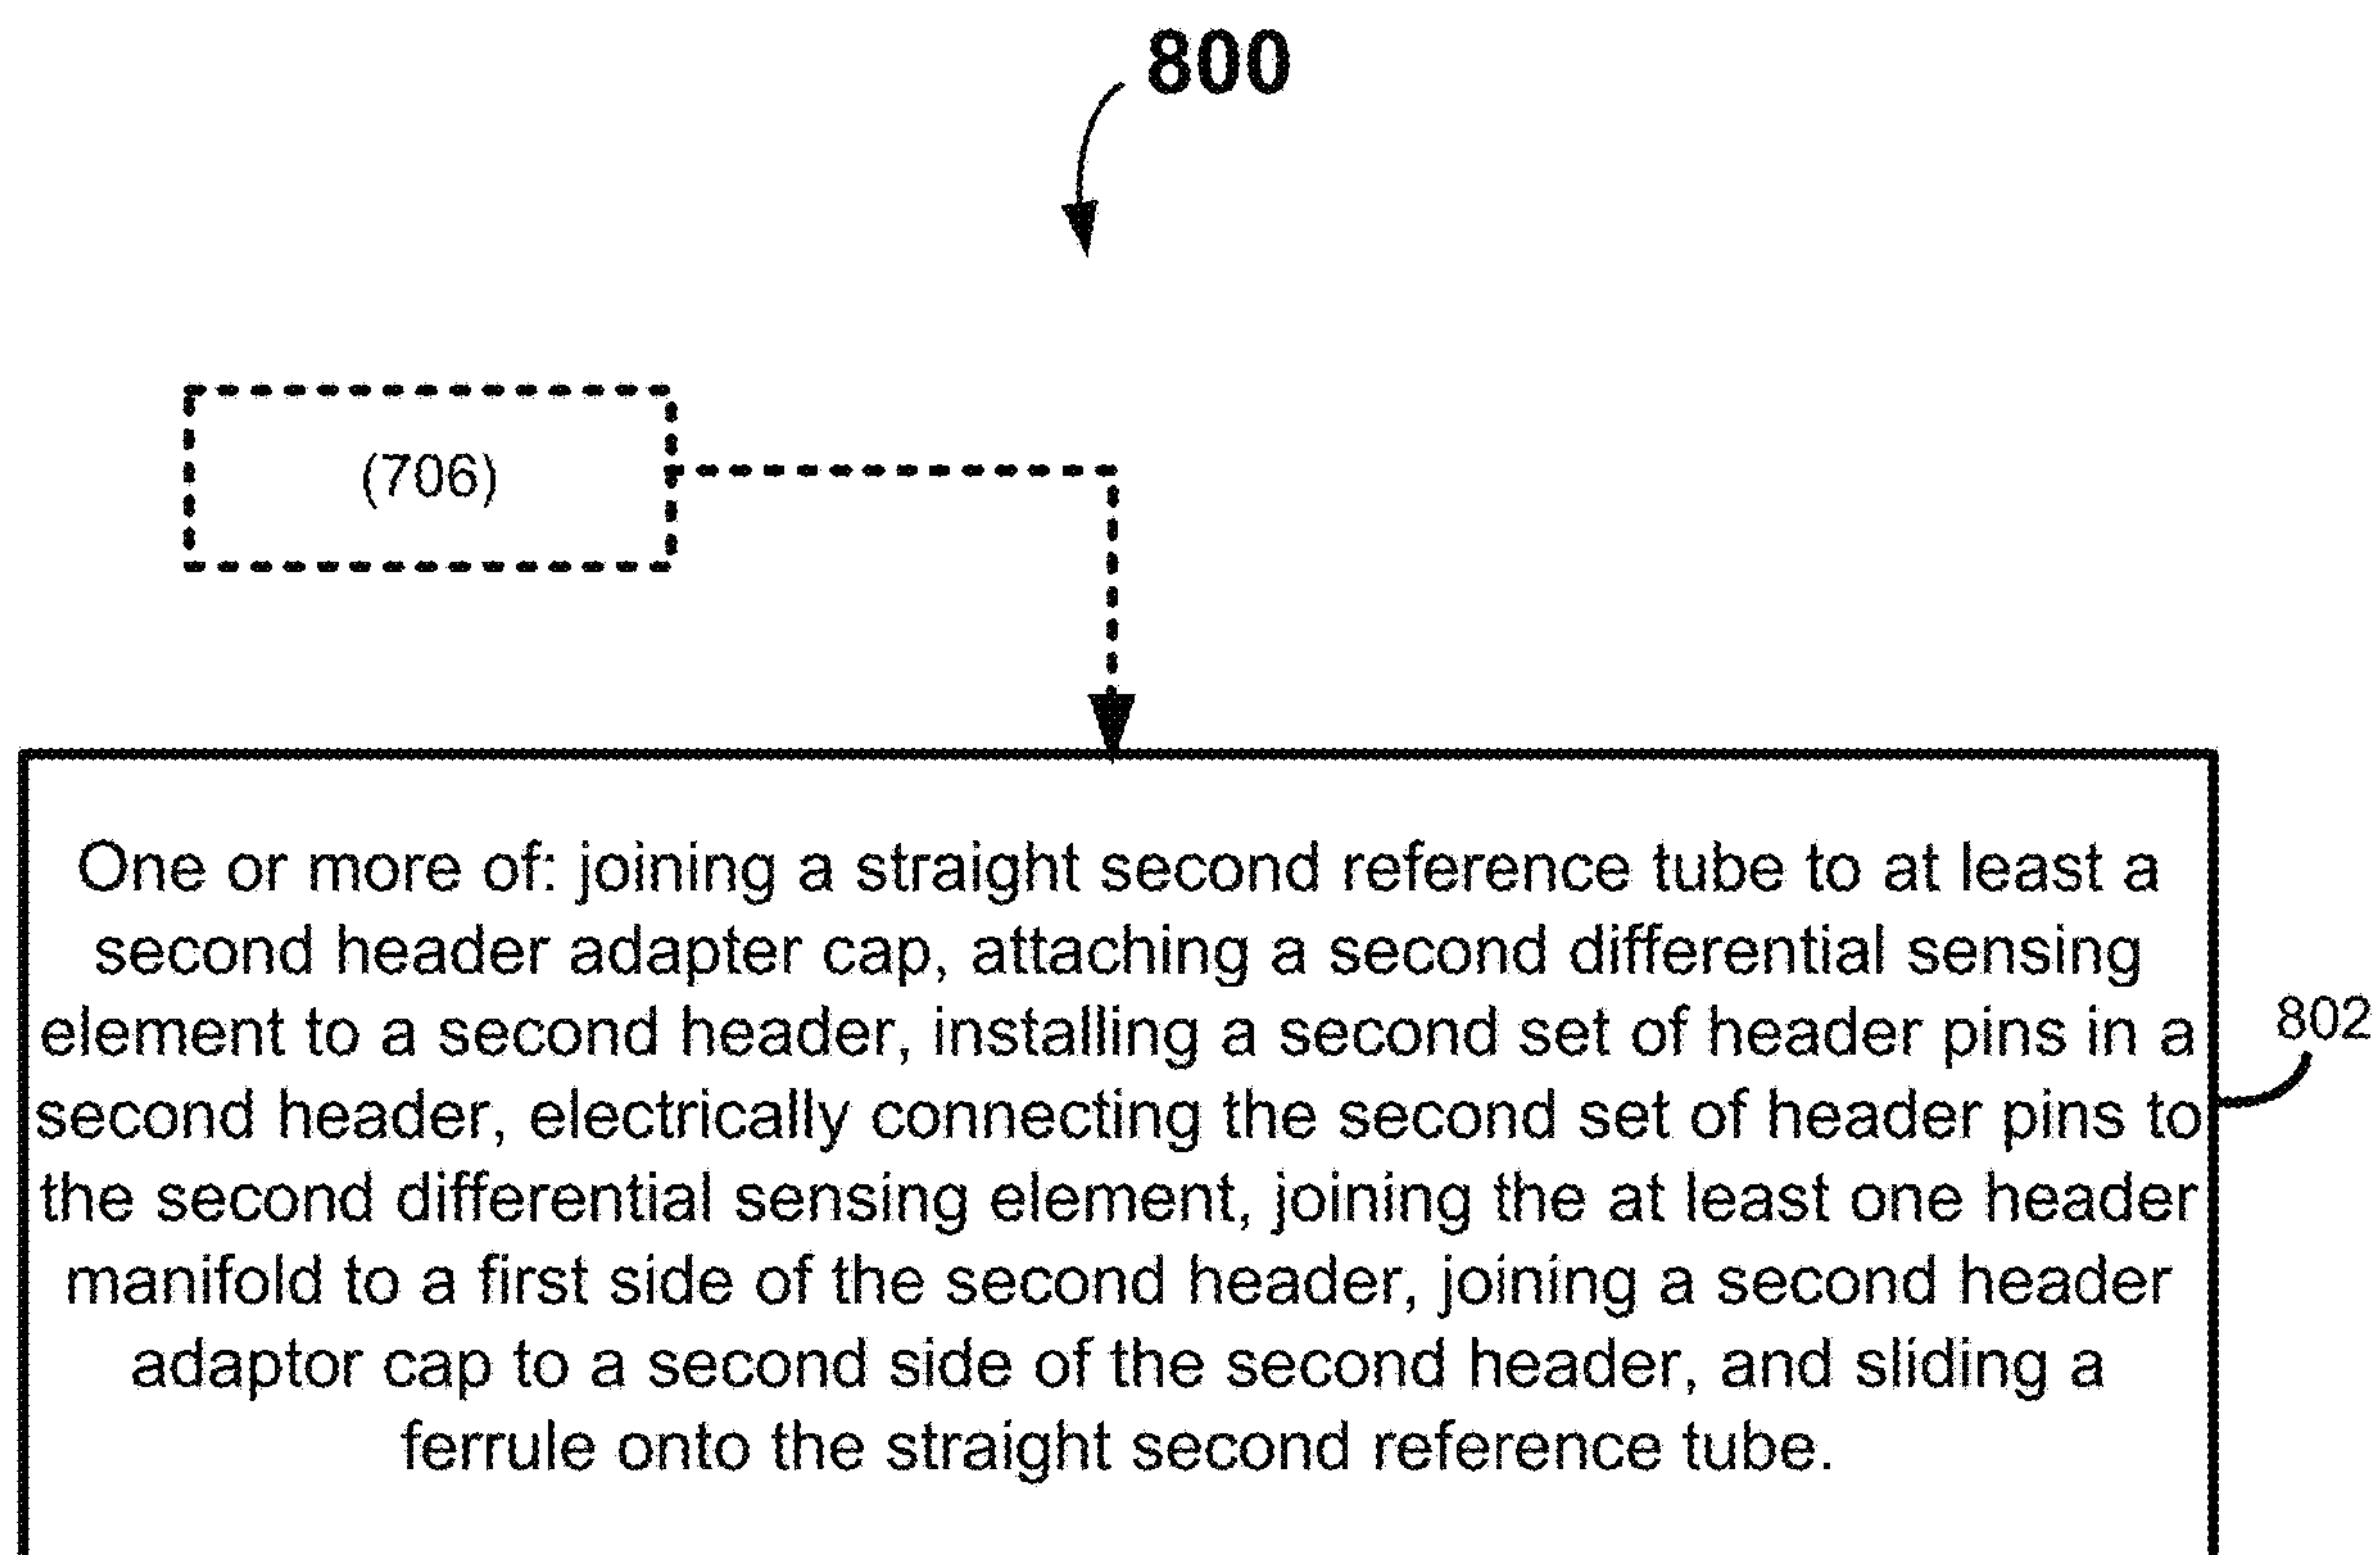 800
(706)
One or more of: joining a straight second reference tube to at least a
second header adapter cap, attaching a second differential sensing
element to a second header, installing a second set of header pins in a
second header, electrically connecting the second set of header pins to
the second differential sensing element, joining the at least one header
manifold to a first side of the second header, joining a second header
adaptor cap to a second side of the second header, and sliding a
ferrule onto the straight second reference tube.
802